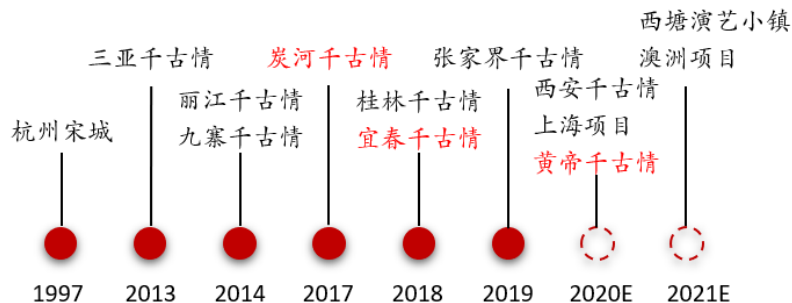 杭州宋城
三亚千古情
丽江千古情
九寨千古情
炭河千古情
桂林千古情
宜春千古情
张家界千古情
西安千古情
上海项目
黄帝千古情
西塘演艺小镇
澳洲项目
1997
2013
2014
2017
2018
2019
2020E
2021E